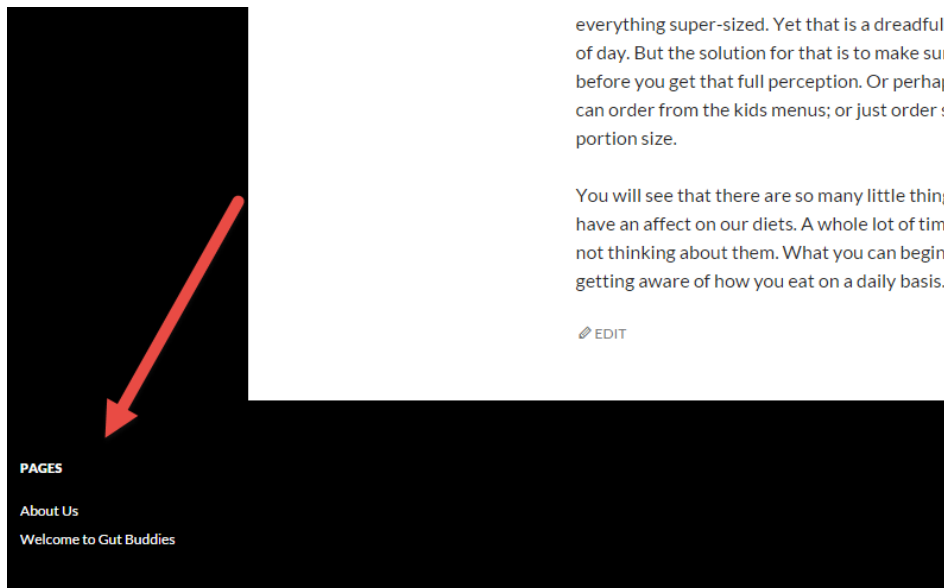 everything super-sized. Yet that is a dreadful
of day. But the solution for that is to make
before you get that full perception. Or
can order from the kids menus; or just order
portion size.
You will see that there are so many little
have an affect on our diets. A whole lot of
not thinking about them. What you can begin
getting aware of how you eat on a daily basis.
EDIT
PAGES
About Us
Welcome to Gut Buddies